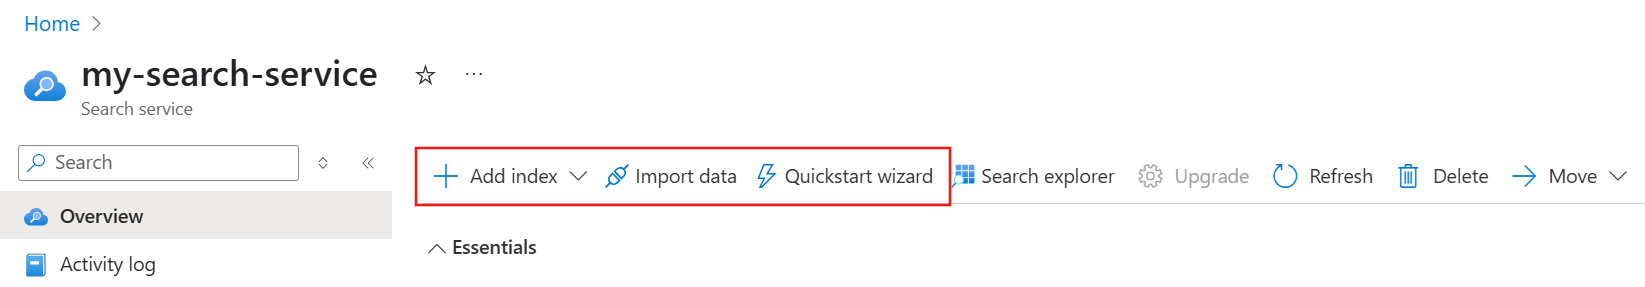 Home
my-search-service
Search service
Search
Add index Import data Quickstart wizard Search explorer Upgrade Refresh Delete Move
Overview
Essentials
Activity log